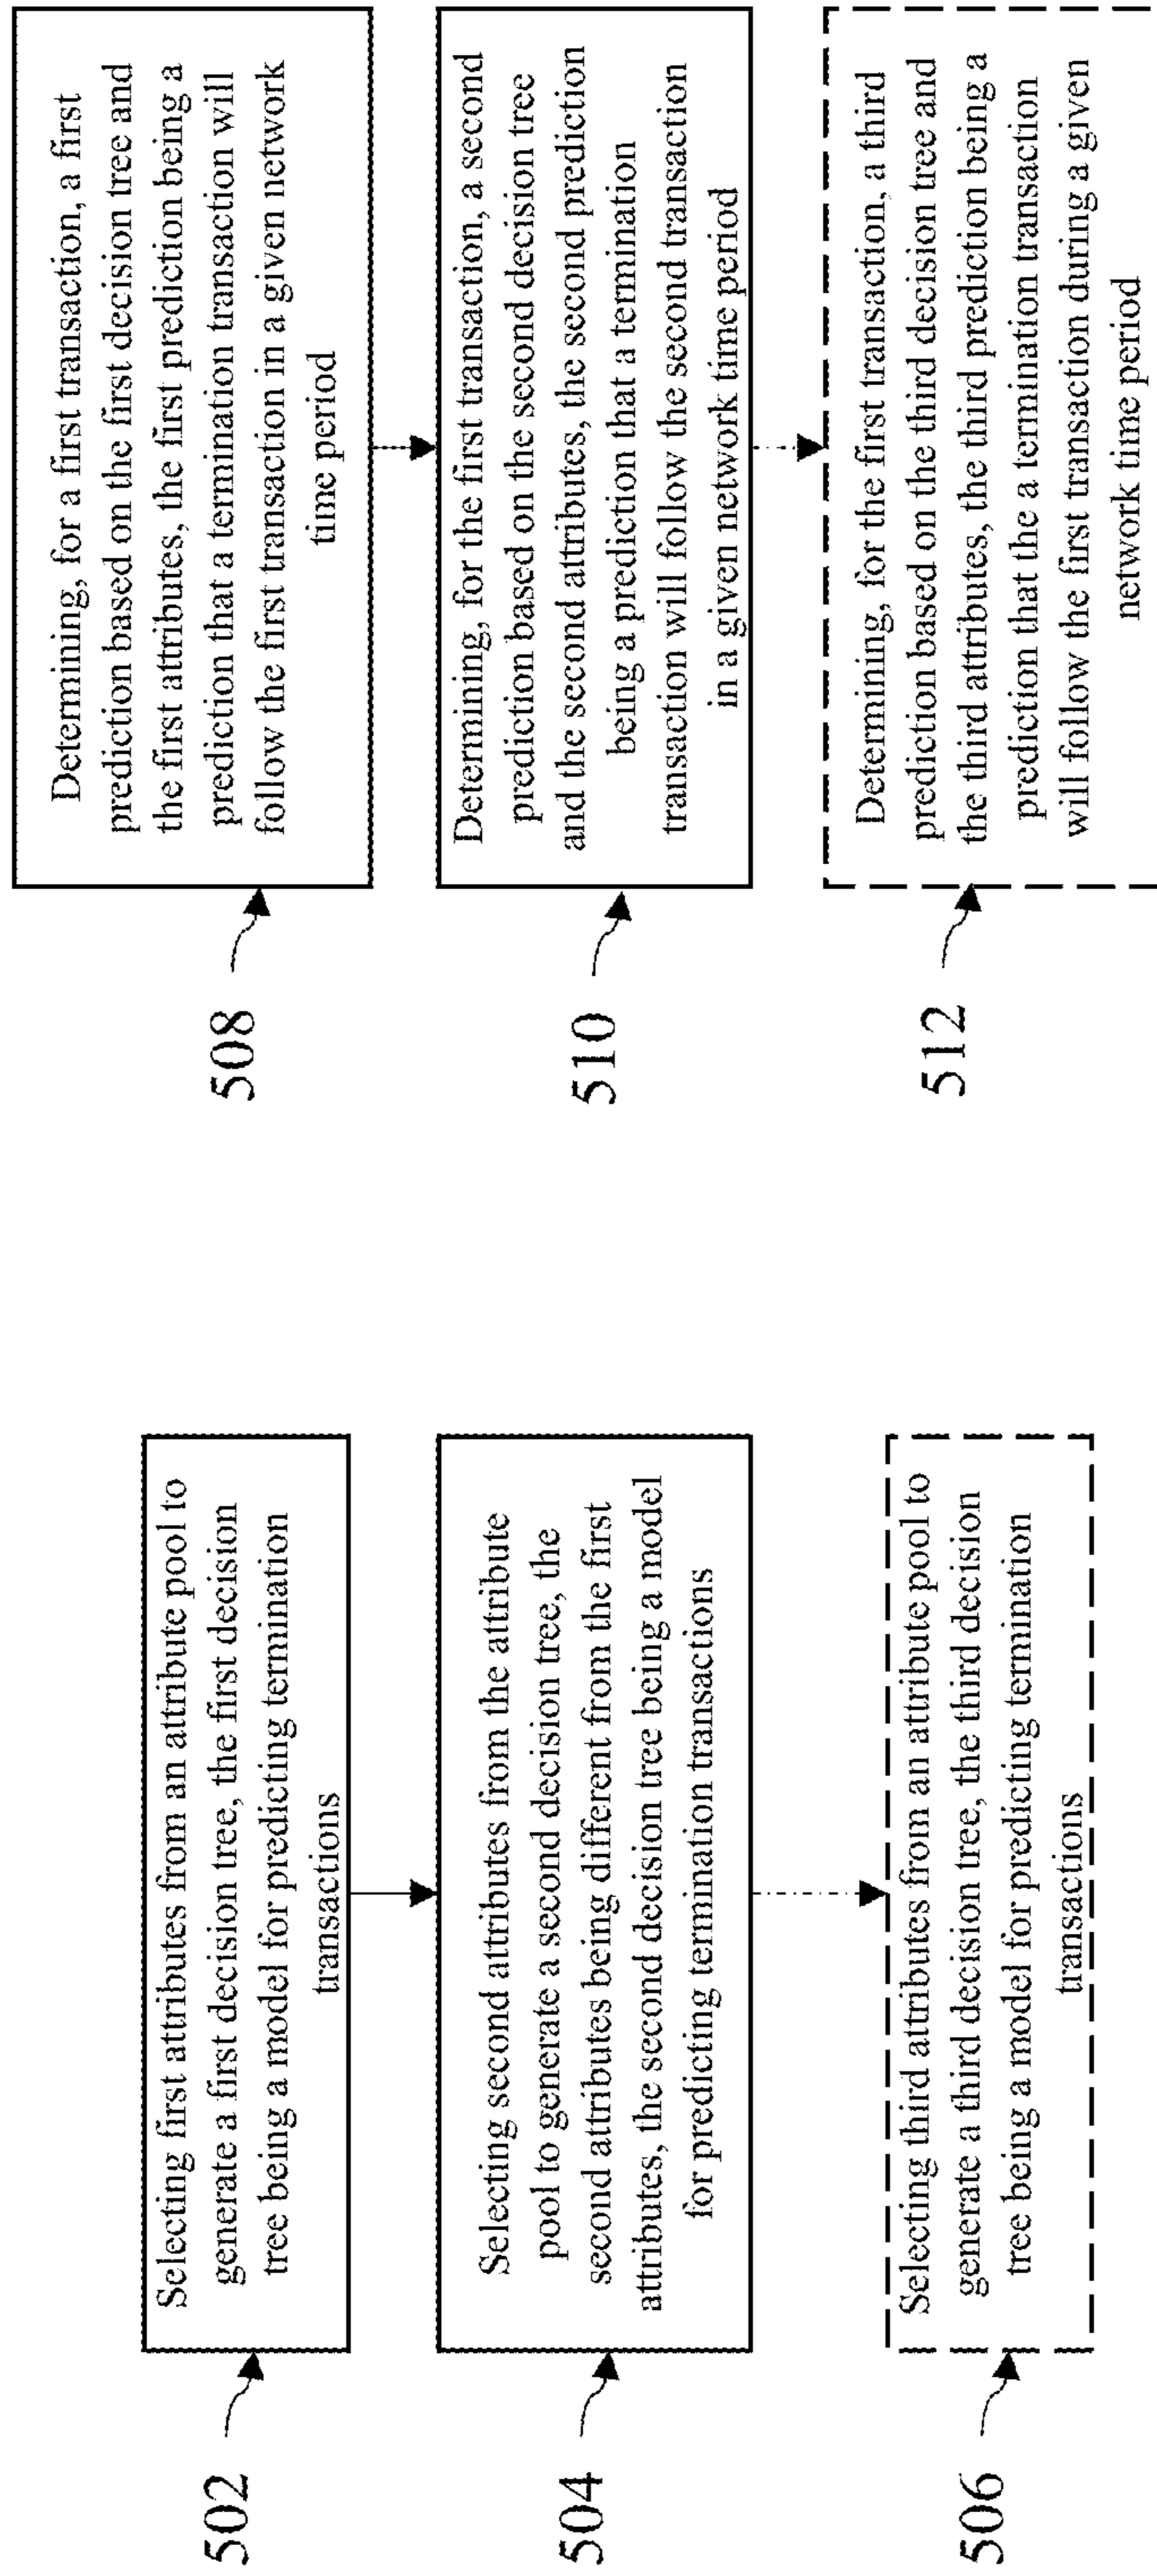 502
Selecting first attributes from an attribute pool to
generate a first decision tree, the first decision
tree being a model for predicting termination
transactions
504
Selecting second attributes from the attribute
pool to generate a second decision tree, the
second attributes being different from the first
attributes, the second decision tree being a model
for predicting termination transactions
506
Selecting third attributes from an attribute pool to
generate a third decision tree, the third decision
tree being a model for predicting termination
transactions
508
Determining, for a first transaction, a first
prediction based on the first decision tree and
the first attributes, the first prediction being a
prediction that a termination transaction will
follow the first transaction in a given network
time period
510
Determining, for the first transaction, a second
prediction based on the second decision tree
and the second attributes, the second prediction
being a prediction that a termination
transaction will follow the second transaction
in a given network time period
512
Determining, for the first transaction, a third
prediction based on the third decision tree and
the third attributes, the third prediction being a
prediction that the a termination transaction
will follow the first transaction during a given
network time period